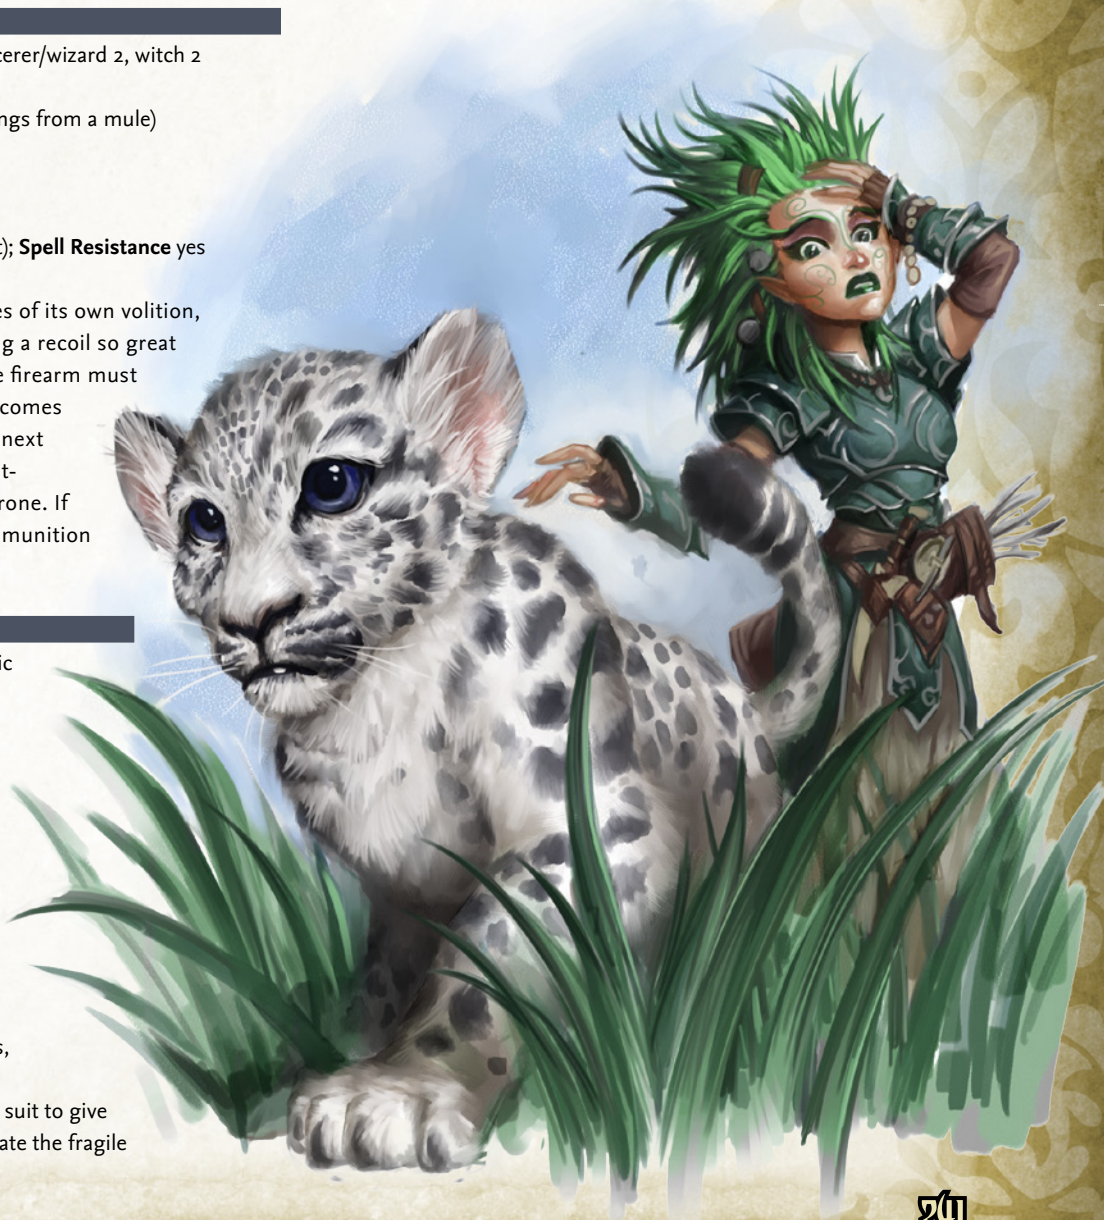 cerer/wizard 2, witch 2
ngs from a mule)
t); Spell Resistance yes
es of its own volition,
g a recoil so great
e firearm must
comes
next
t-
rone. If
munition
ic
s,
suit to give
ate the fragile